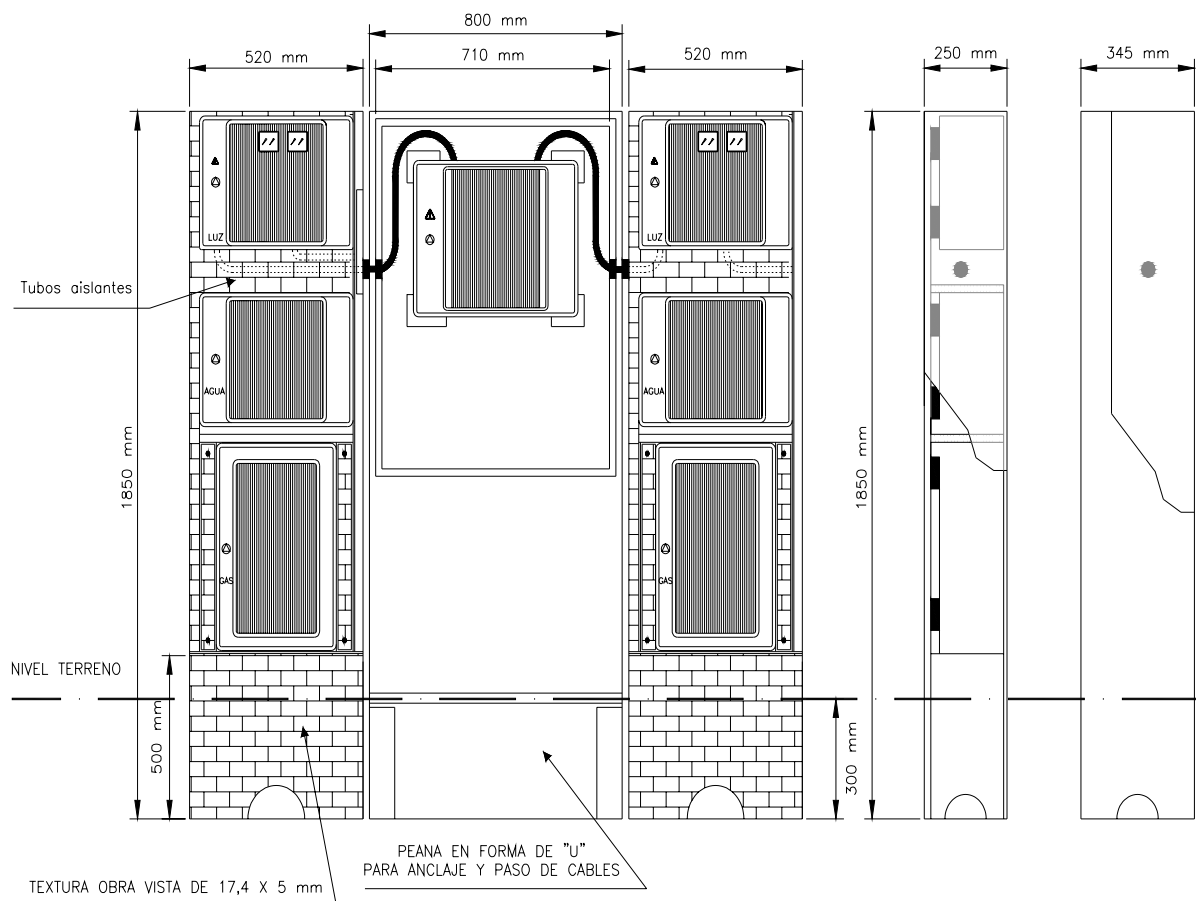 800 mm
520 mm
710 mm
520 mm
250 mm
345 mm
LUZ
LUZ
Tubos aislantes
AGUA
AGUA
1850 mm
1850 mm
GAS
GAS
NIVEL TERRENO
500 mm
300 mm
PEANA EN FORMA DE "U"
PARA ANCLAJE Y PASO DE CABLES
TEXTURA OBRA VISTA DE 17,4 X 5 mm